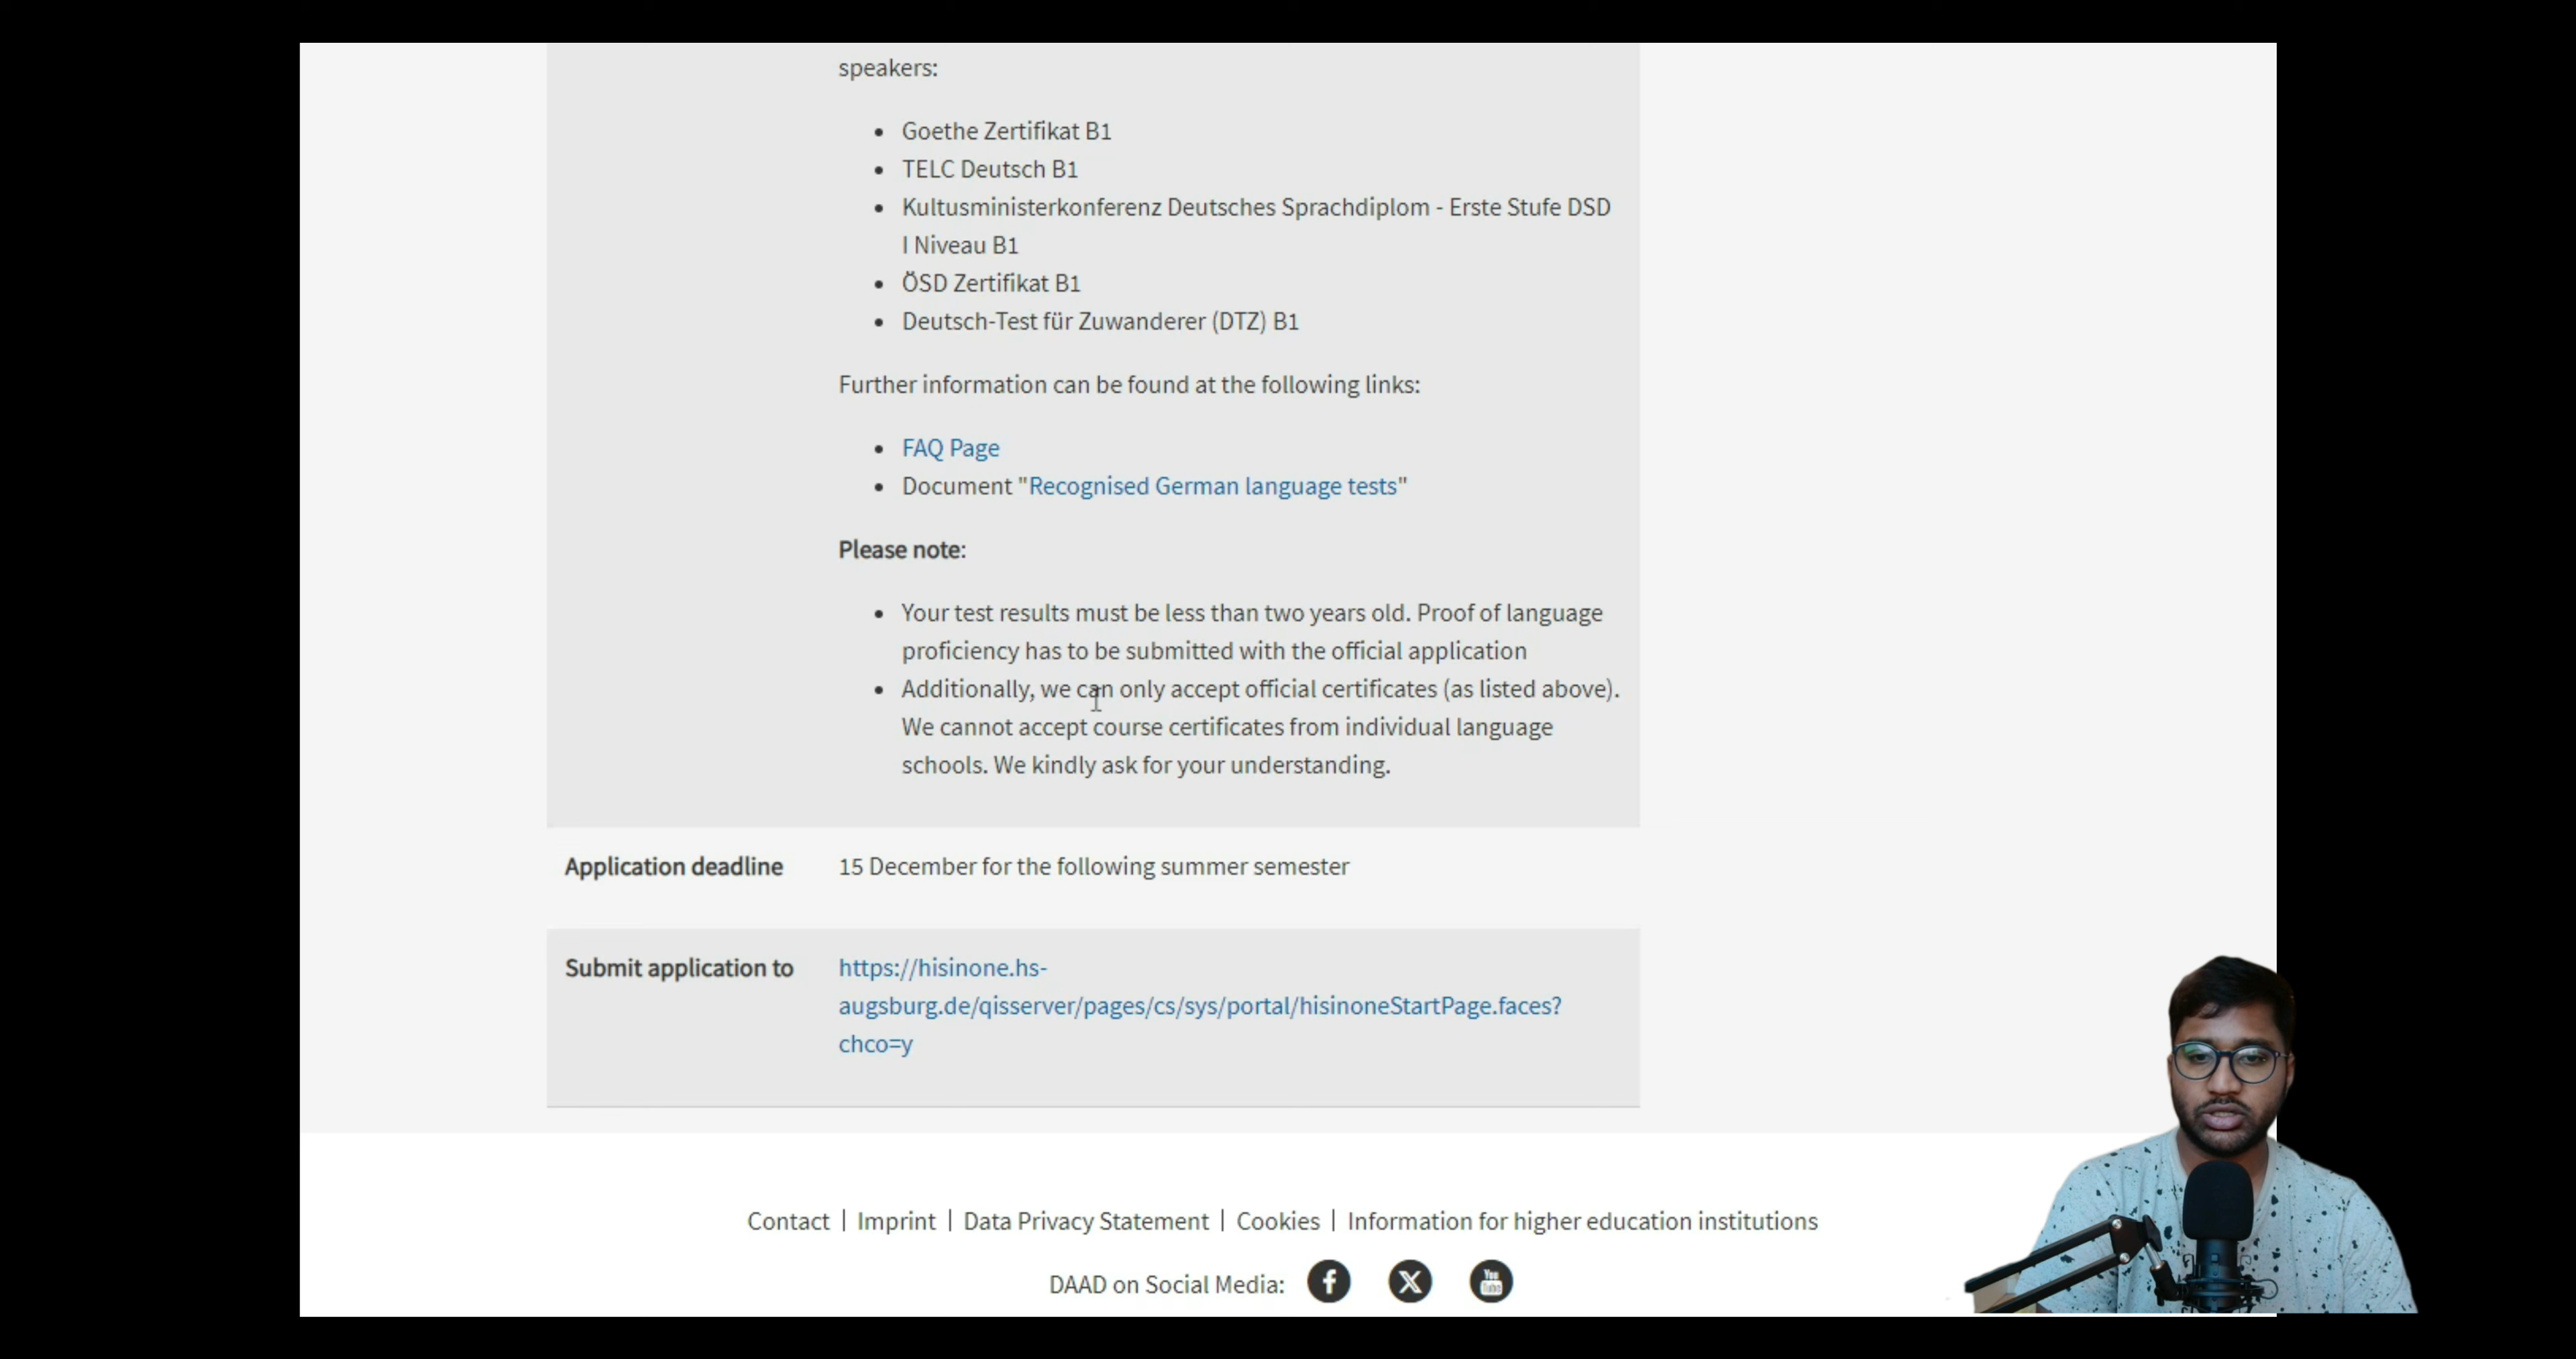 speakers:
Goethe Zertifikat B1
TELC Deutsch B1
Kultusministerkonferenz Deutsches Sprachdiplom - Erste Stufe DSD
I Niveau B1
ÖSD Zertifikat B1
Deutsch-Test für Zuwanderer (DTZ) B1
Further information can be found at the following links:
FAQ Page
Document "Recognised German language tests"
Please note:
Your test results must be less than two years old. Proof of language
proficiency has to be submitted with the official application
Additionally, we can only accept official certificates (as listed above).
We cannot accept course certificates from individual language
schools. We kindly ask for your understanding.
Application deadline 15 December for the following summer semester
Submit application to https://hisinone.hs-
augsburg.de/qisserver/pages/cs/sys/portal/hisinoneStartPage.faces?
chco=y
Contact | Imprint | Data Privacy Statement | Cookies | Information for higher education institutions
DAAD on Social Media: f X You Tube